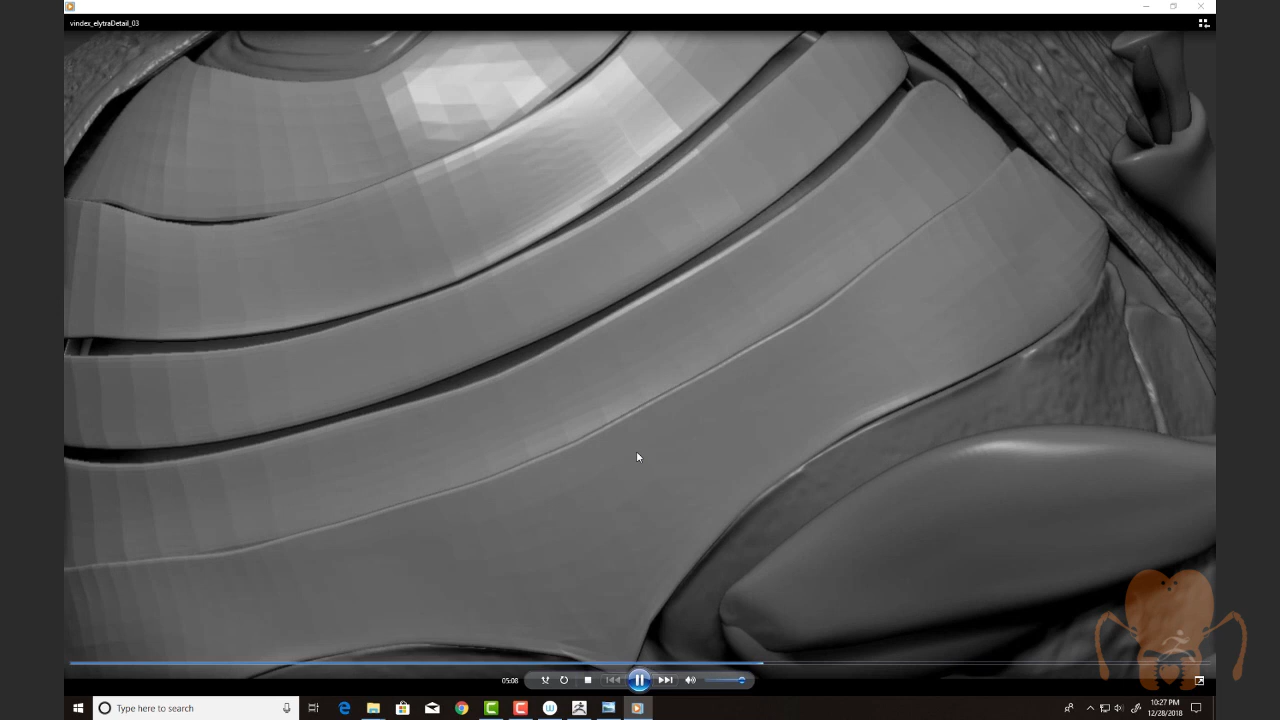 vindex_elytraDetail_03
05:08
Type here to search
10:27 PM
12/28/2018